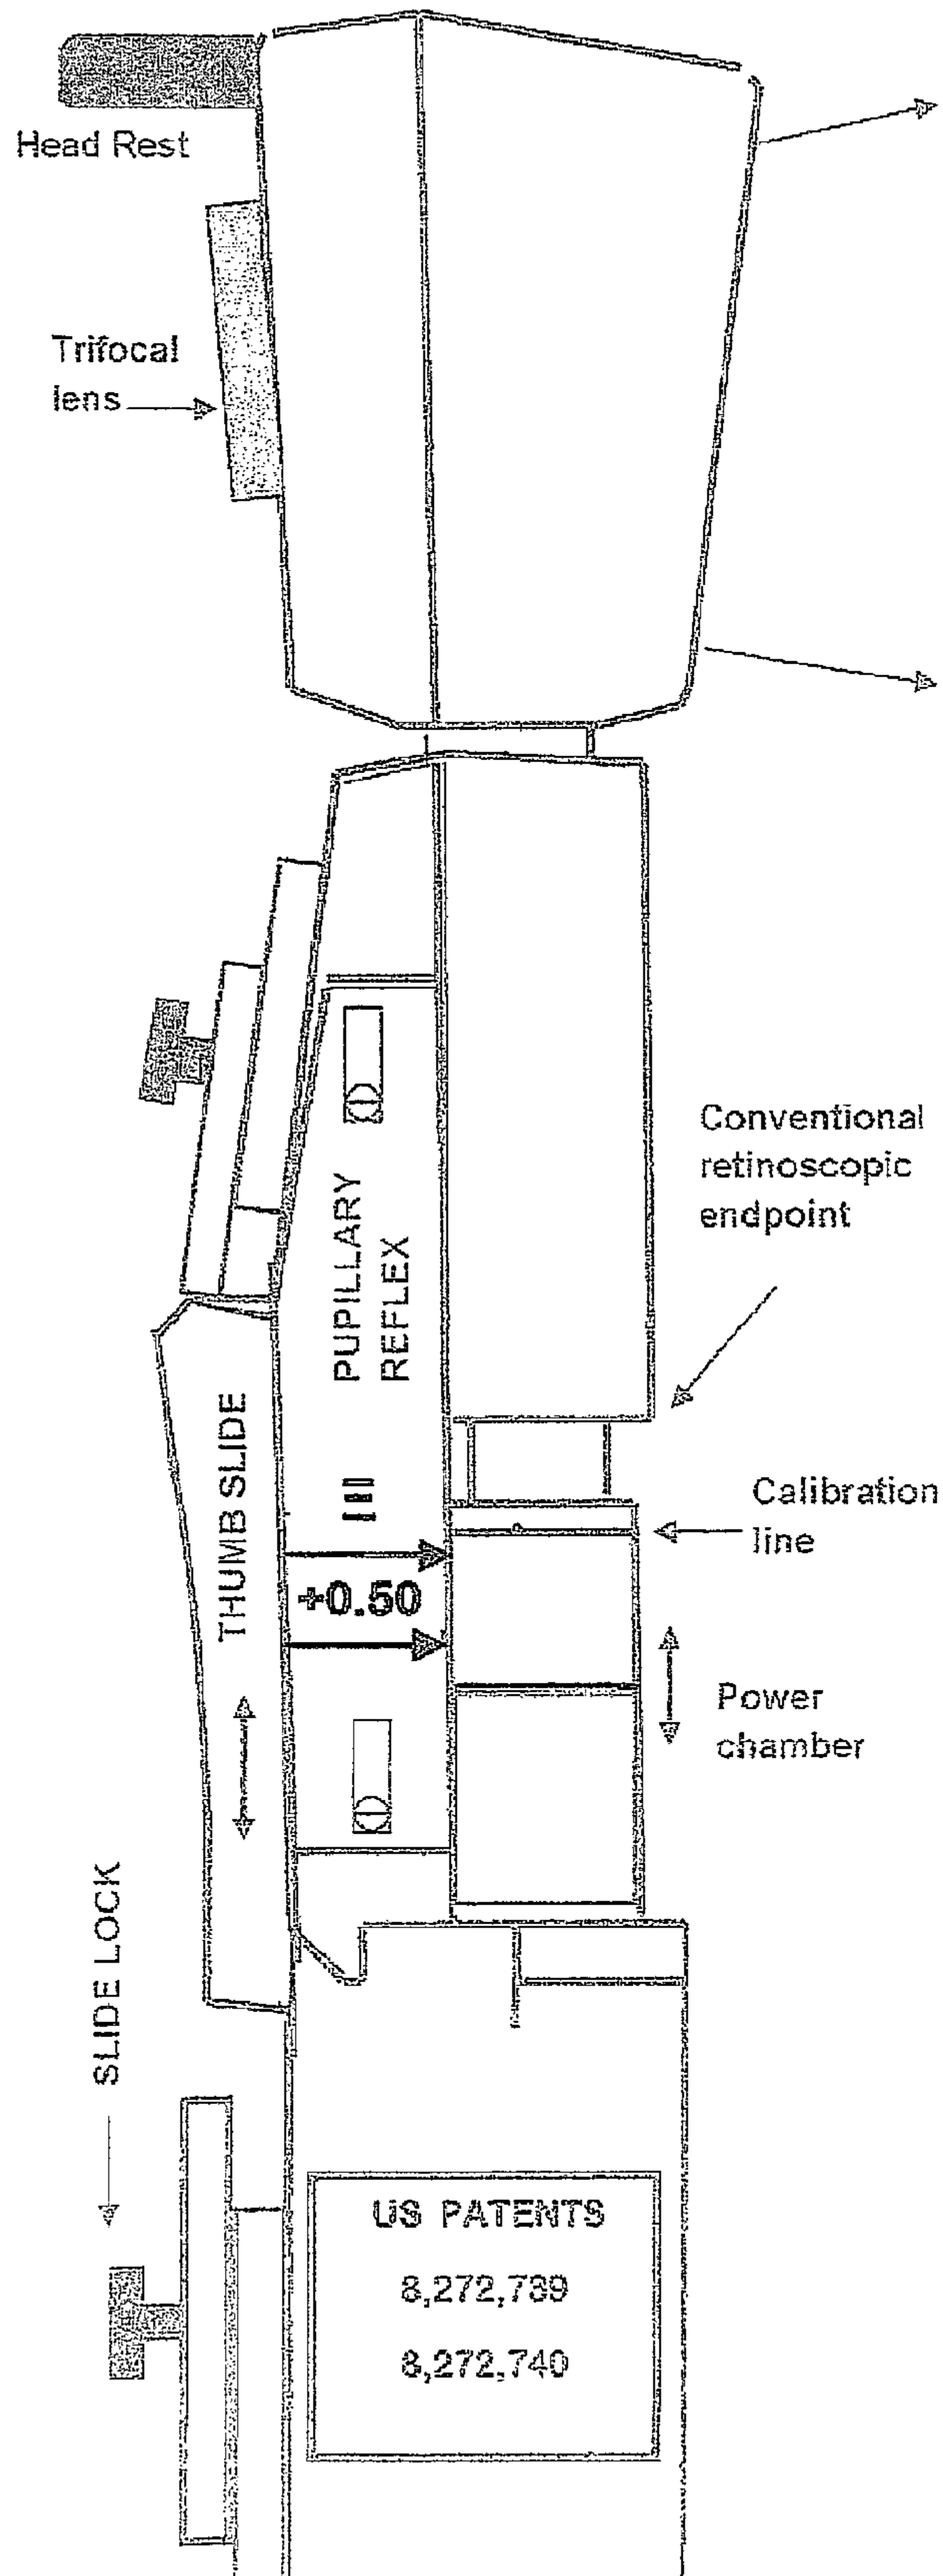 Head Rest
Trifocal
lens
Conventional
retinoscopic
endpoint
PUPILLARY
REFLEX
THUMB SLIDE
Calibration
line
+0.50
Power
chamber
SLIDE LOCK
US PATENTS
8,272,739
8,272,740